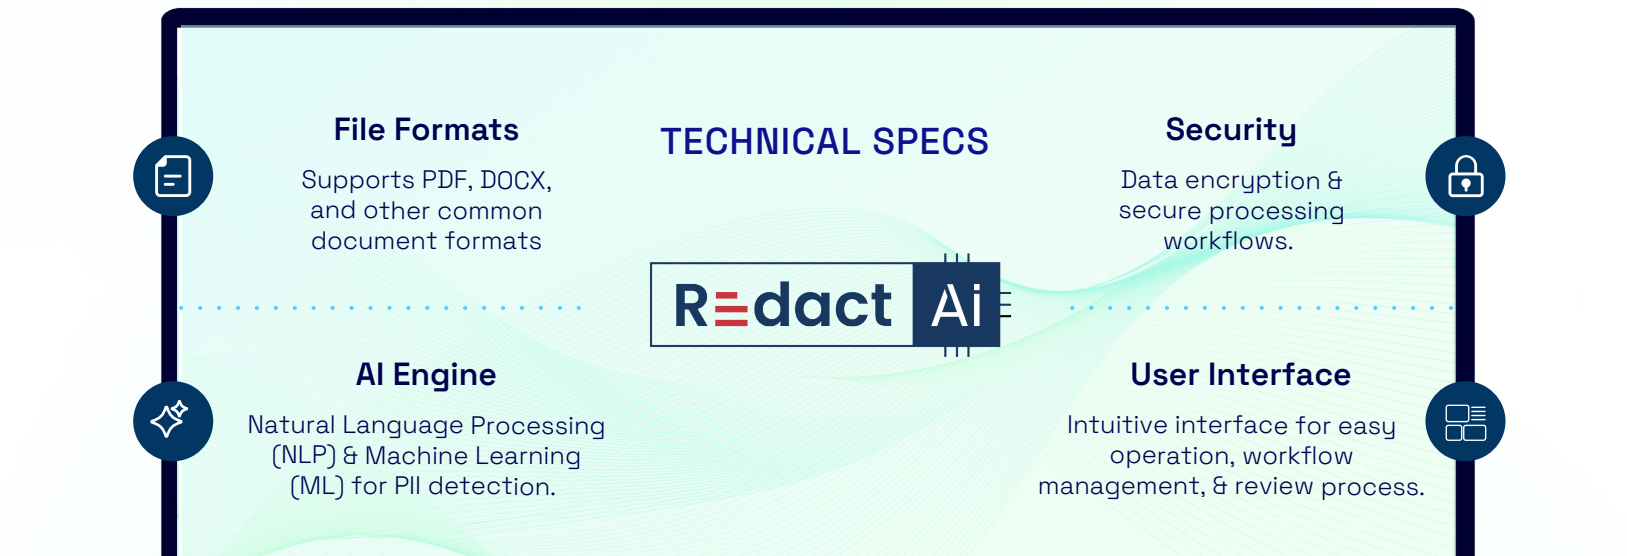 File Formats
Supports PDF, DOCX,
and other common
document formats
TECHNICAL SPECS
Security
Data encryption &
secure processing
workflows.
Redact Ai
AI Engine
Natural Language Processing
(NLP) & Machine Learning
(ML) for PII detection.
User Interface
Intuitive interface for easy
operation, workflow
management, & review process.